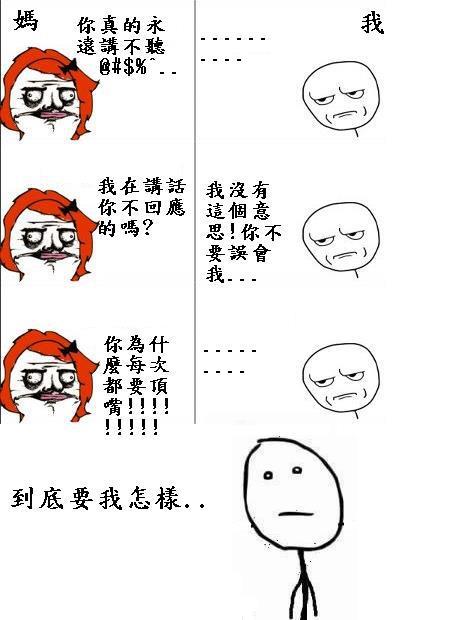 媽
我
你真的永
遠講不聽
@#$%^..
------
----
我在講話
你不回應
的嗎?
我沒有
這個意
思!你不
要誤會
我...
你為什
麼每次
都要頂
嘴!!!!
!!!!!
-----
----
到底要我怎樣..